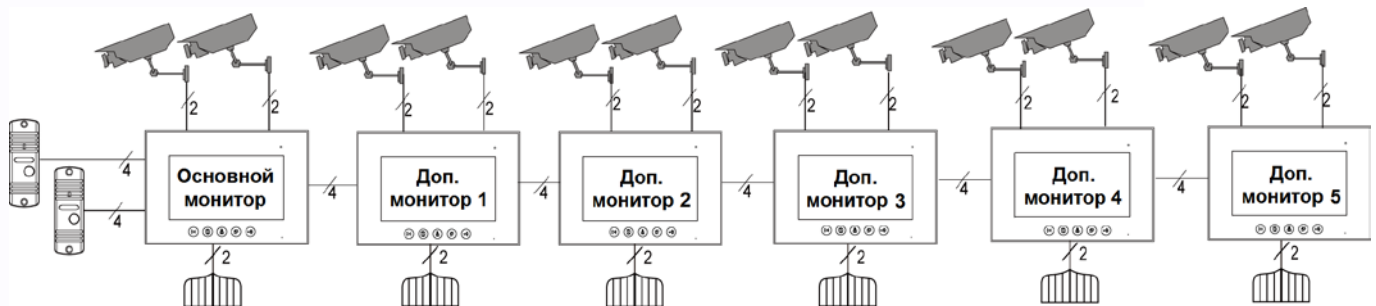 2 2 2 2 2 2 2 2 2 2 2 2
4 4 4 4 4 4
4
Основной монитор
Доп. монитор 1
Доп. монитор 2
Доп. монитор 3
Доп. монитор 4
Доп. монитор 5
2 2 2 2 2 2